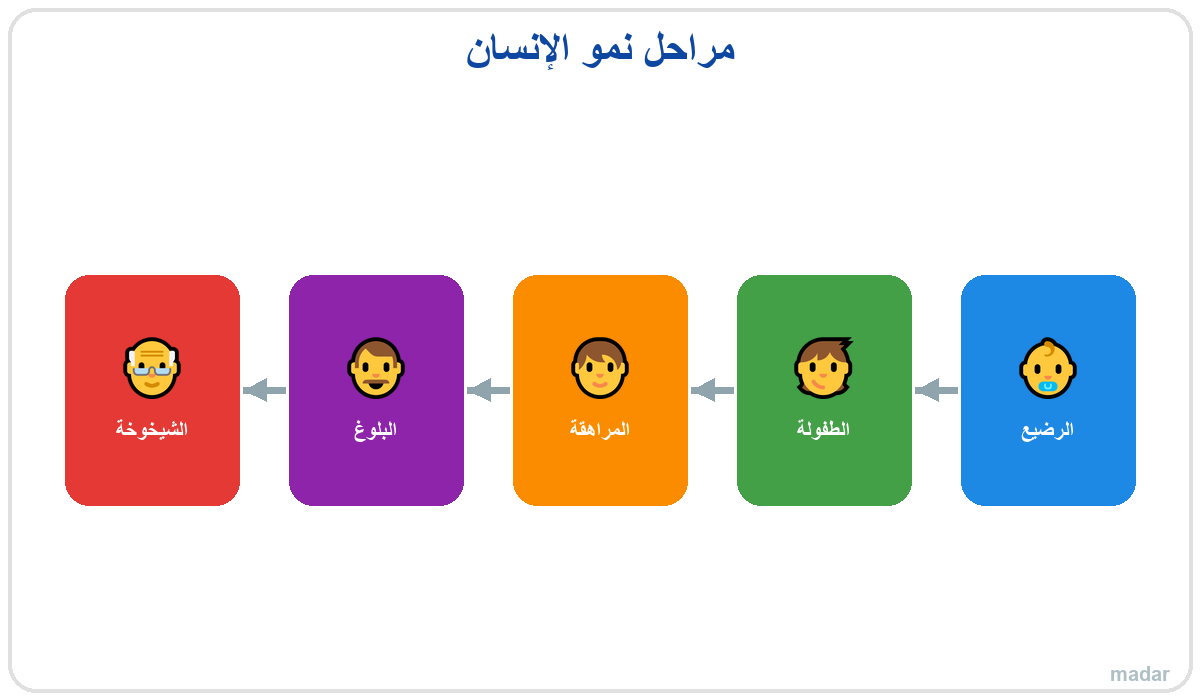 مراحل نمو الإنسان
الرضيع
الطفولة
المراهقة
البلوغ
الشيخوخة
madar